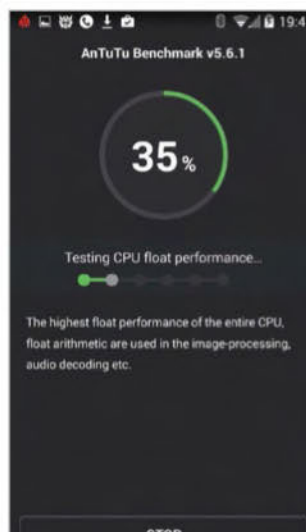 19:4
AnTuTu Benchmark v5.6.1
35%
Testing CPU float performance...
The highest float performance of the entire CPU,
float arithmetic are used in the image-processing,
audio decoding etc.
STOP